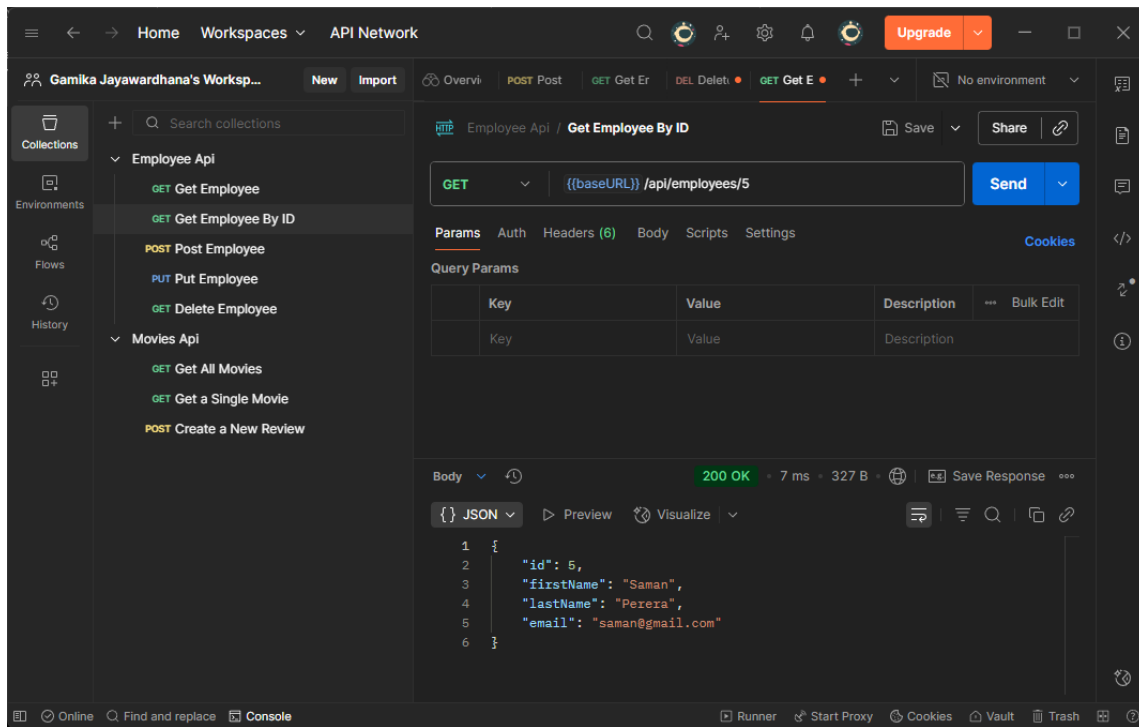 Home Workspaces API Network Upgrade
Gamika Jayawardhana's Worksp... New Import Overvi POST Post GET Get Er DEL Delet GET Get E No environment
Collections
Environments
Flows
History
Search collections
Employee Api
GET Get Employee
GET Get Employee By ID
POST Post Employee
PUT Put Employee
GET Delete Employee
Movies Api
GET Get All Movies
GET Get a Single Movie
POST Create a New Review
HTTP Employee Api / Get Employee By ID Save Share
GET {{baseURL}} /api/employees/5 Send
Params Auth Headers (6) Body Scripts Settings Cookies
Query Params
Key Value Description Bulk Edit
Key Value Description
Body 200 OK 7 ms 327 B e.g. Save Response
{} JSON Preview Visualize
1 {
2 "id": 5,
3 "firstName": "Saman",
4 "lastName": "Perera",
5 "email": "saman@gmail.com"
6 }
Online Find and replace Console Runner Start Proxy Cookies Vault Trash